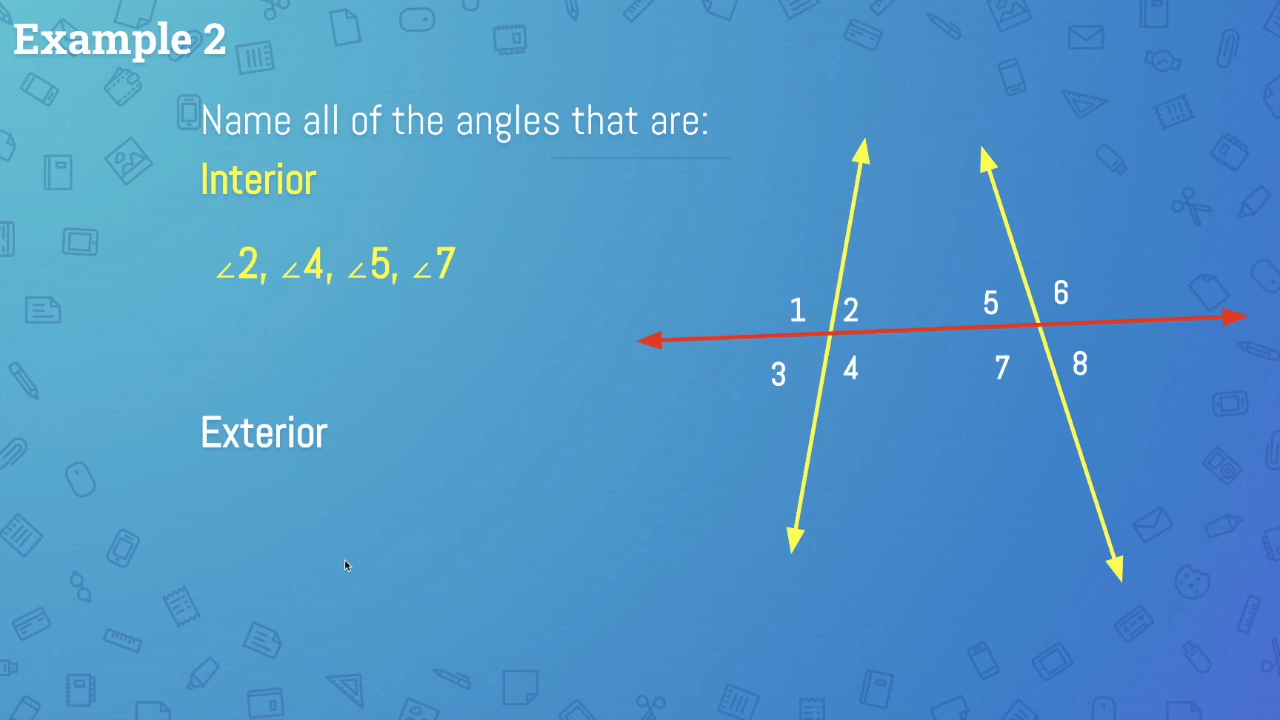 Example 2
Name all of the angles that are:
Interior
∠2, ∠4, ∠5, ∠7
Exterior
1 2 5 6
3 4 7 8